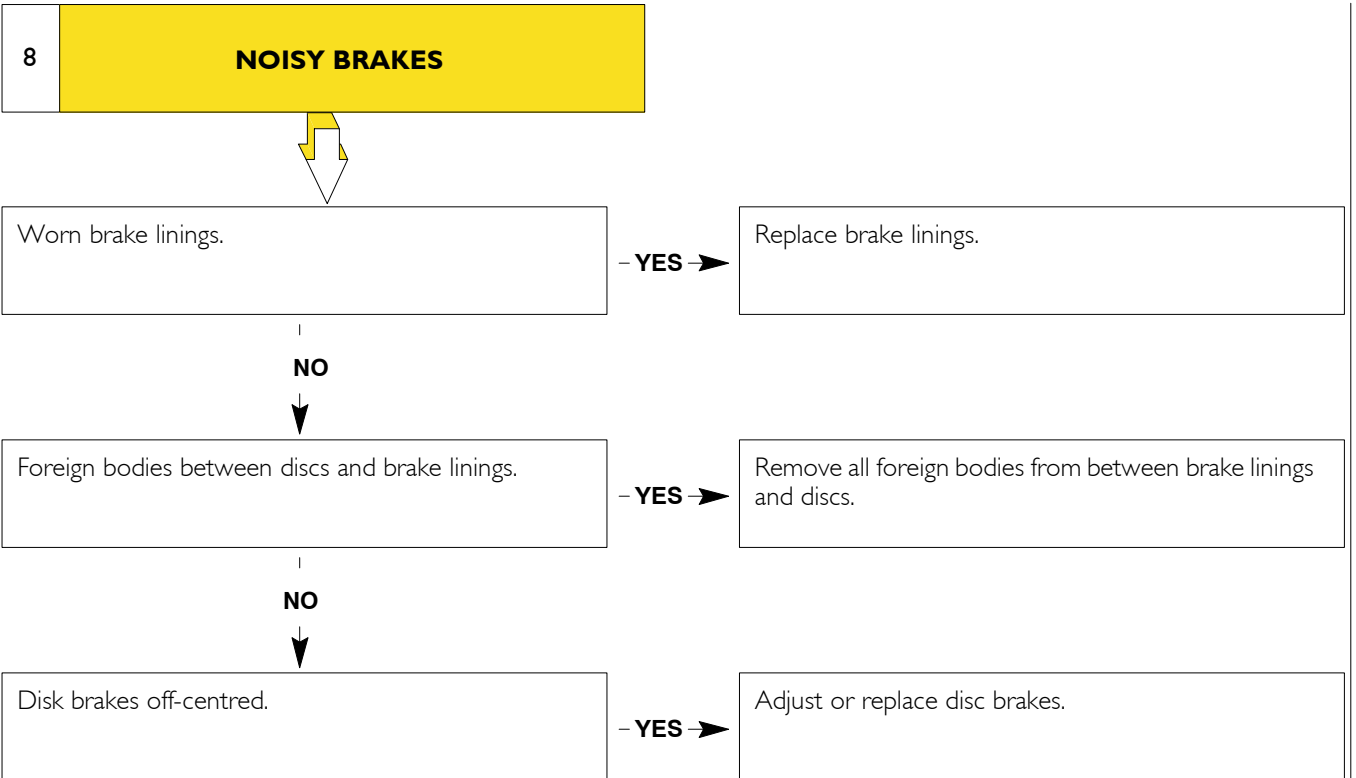 8
NOISY BRAKES
Worn brake linings.
YES
Replace brake linings.
NO
Foreign bodies between discs and brake linings.
YES
Remove all foreign bodies from between brake linings
and discs.
NO
Disk brakes off-centred.
YES
Adjust or replace disc brakes.